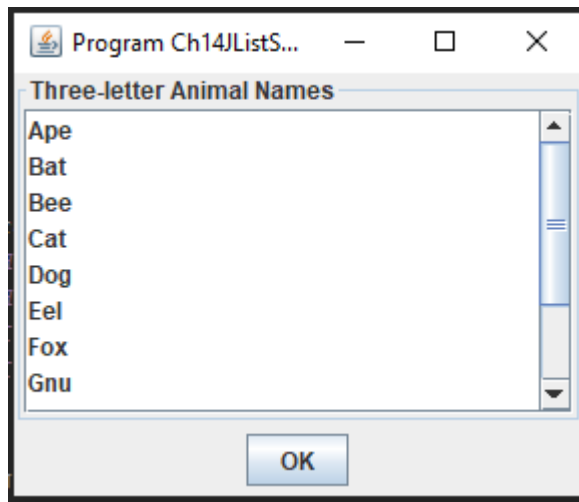 Program Ch14JListS...
Three-letter Animal Names
Ape
Bat
Bee
Cat
Dog
Eel
Fox
Gnu
OK